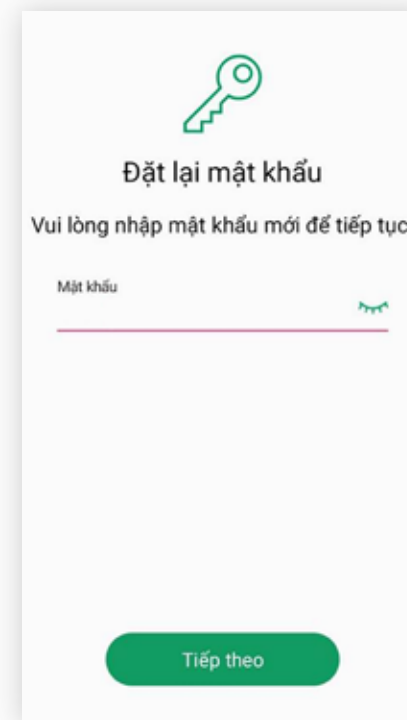 Đặt lại mật khẩu
Vui lòng nhập mật khẩu mới để tiếp tục
Mật khẩu
Tiếp theo